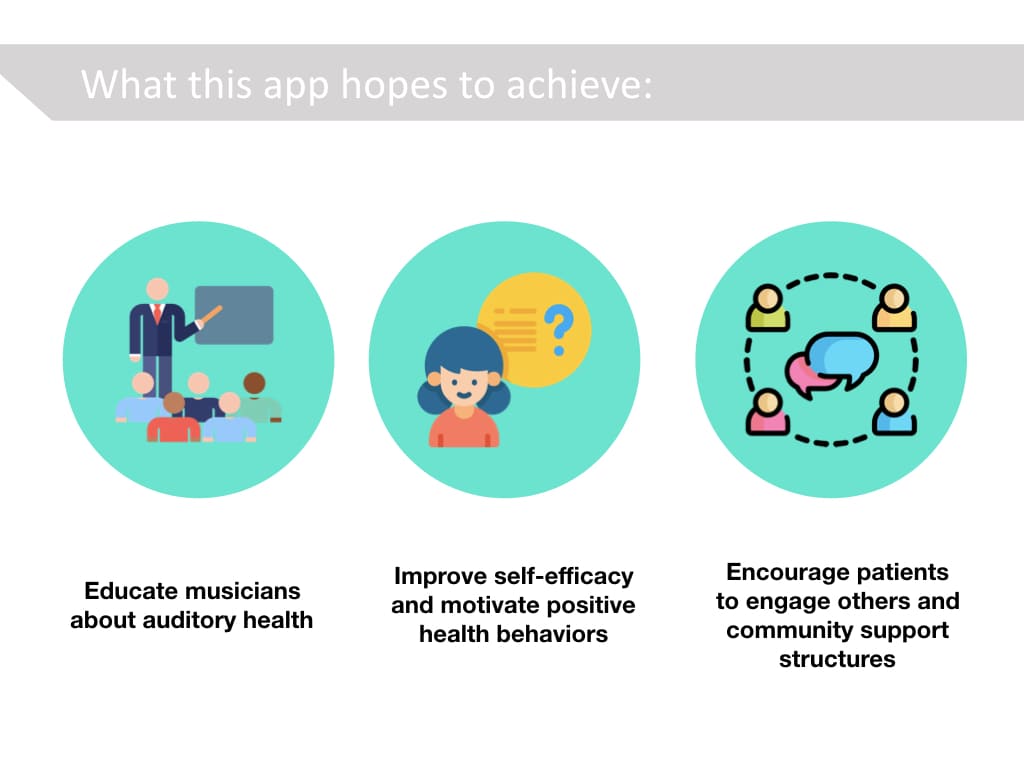 What this app hopes to achieve:
Educate musicians
about auditory health
Improve self-efficacy
and motivate positive
health behaviors
Encourage patients
to engage others and
community support
structures